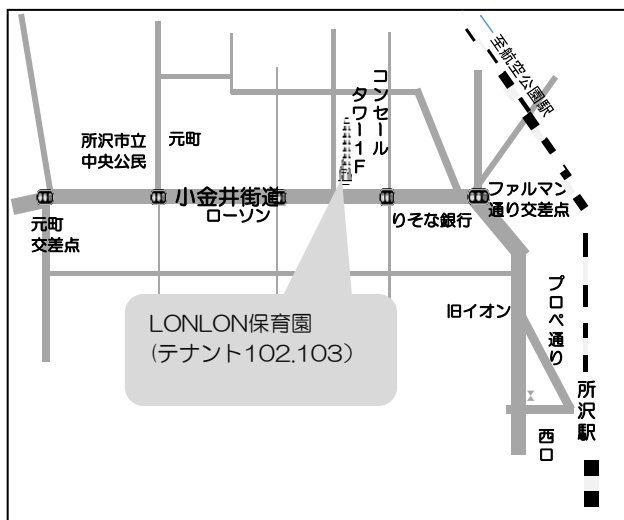 至航空公園駅
コンセール
タワー1F
所沢市立
中央公民
元町
小金井街道
ローソン
りそな銀行
ファルマン
通り交差点
元町
交差点
LONLON保育園
(テナント102,103)
旧イオン
プロペ通り
所沢駅
西口